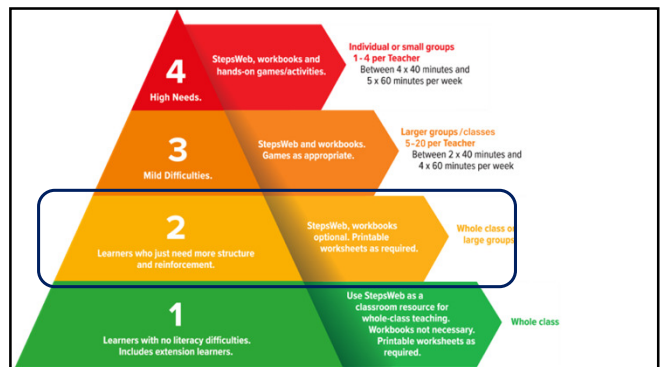 4
High Needs.
StepsWeb, workbooks and
hands-on games/activities.
Individual or small groups
1-4 per Teacher
Between 4 x 40 minutes and
5 x 60 minutes per week
3
Mild Difficulties.
StepsWeb and workbooks.
Games as appropriate.
Larger groups/classes
5-20 per Teacher
Between 2 x 40 minutes and
4 x 60 minutes per week
2
Learners who just need more structure
and reinforcement.
StepsWeb, workbooks
optional. Printable
worksheets as required.
Whole class or
large groups
1
Learners with no literacy difficulties.
Includes extension learners.
Use StepsWeb as a
classroom resource for
whole-class teaching.
Workbooks not necessary.
Printable worksheets as
required.
Whole class